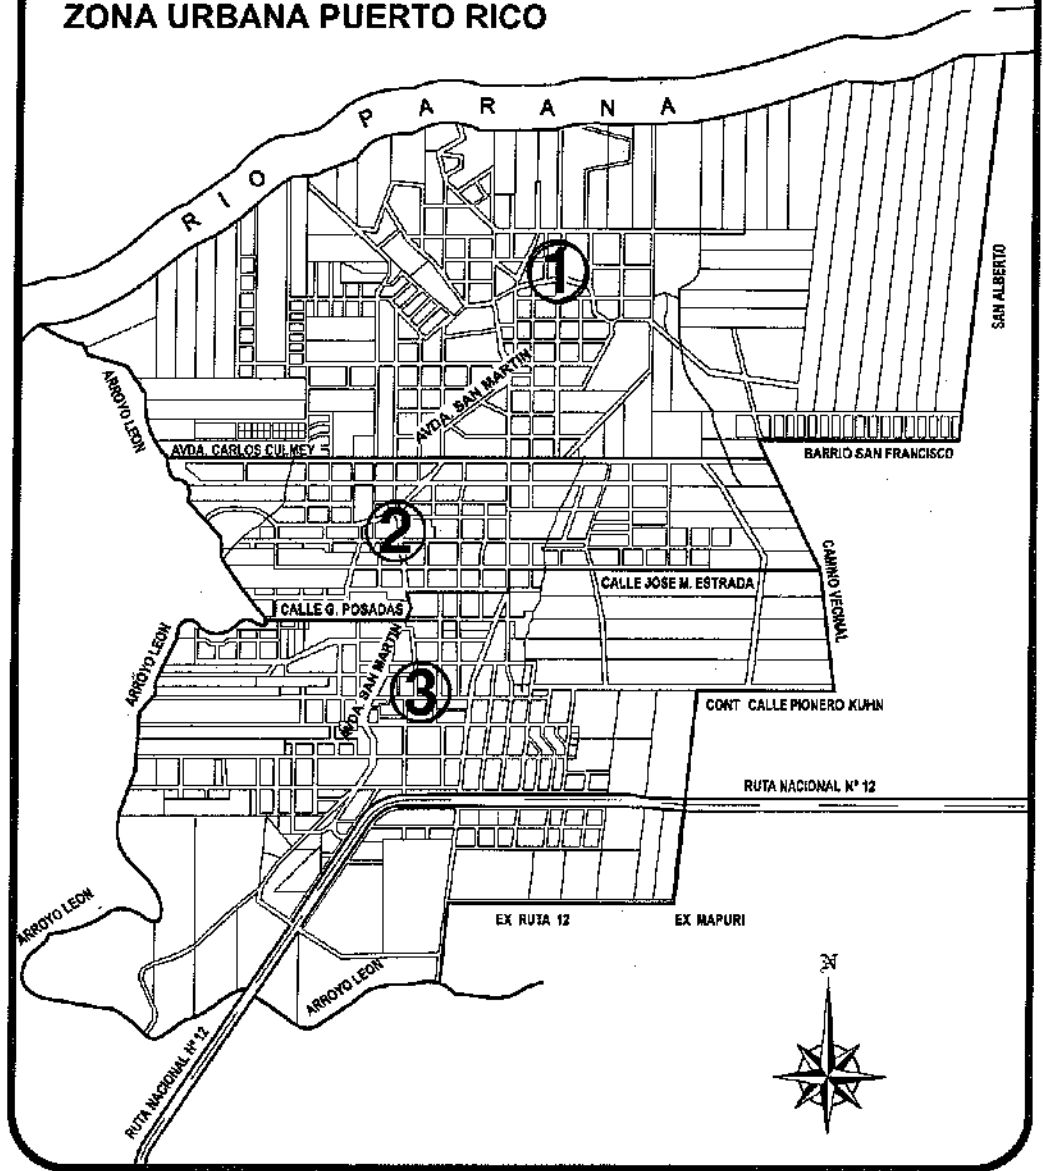 ZONA URBANA PUERTO RICO
RÍO PARANA
1
SAN ALBERTO
AVDA. SAN MARTIN
ARROYO LEON
AVDA. CARLOS CULMEY
BARRIO SAN FRANCISCO
2
CALLE JOSE M. ESTRADA
CAMINO VECINAL
CALLE G. POSADAS
ARROYO LEON
AVDA. SAN MARTIN
3
CONT CALLE PIONERO KUHN
RUTA NACIONAL Nº 12
ARROYO LEON
EX RUTA 12
EX MAPURI
ARROYO LEON
N
RUTA NACIONAL Nº 12